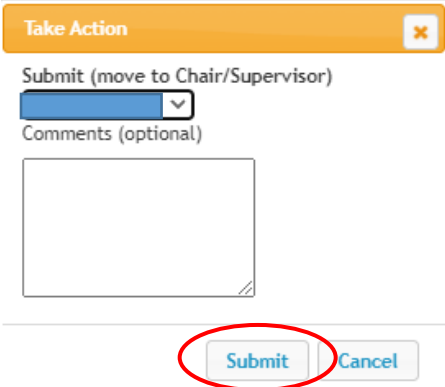 Take Action
Submit (move to Chair/Supervisor)
Comments (optional)
Submit
Cancel